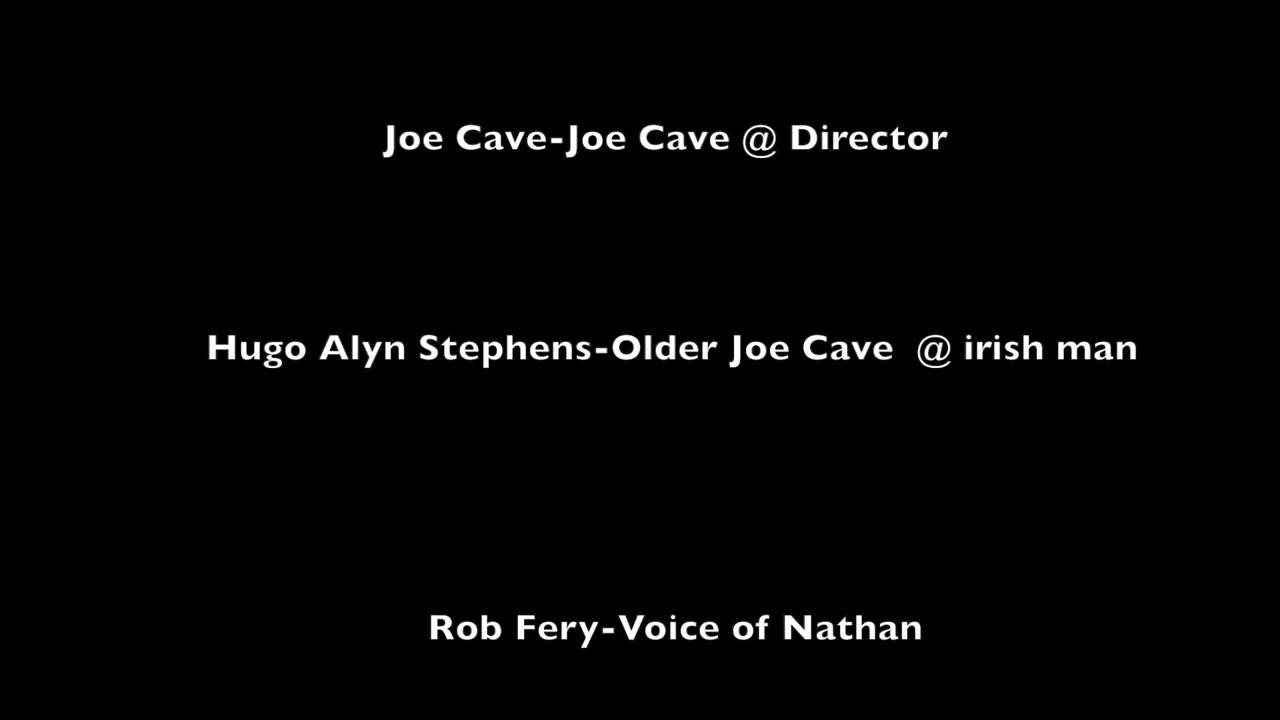 Joe Cave-Joe Cave @ Director
Hugo Alyn Stephens-Older Joe Cave  @ irish man
Rob Fery-Voice of Nathan